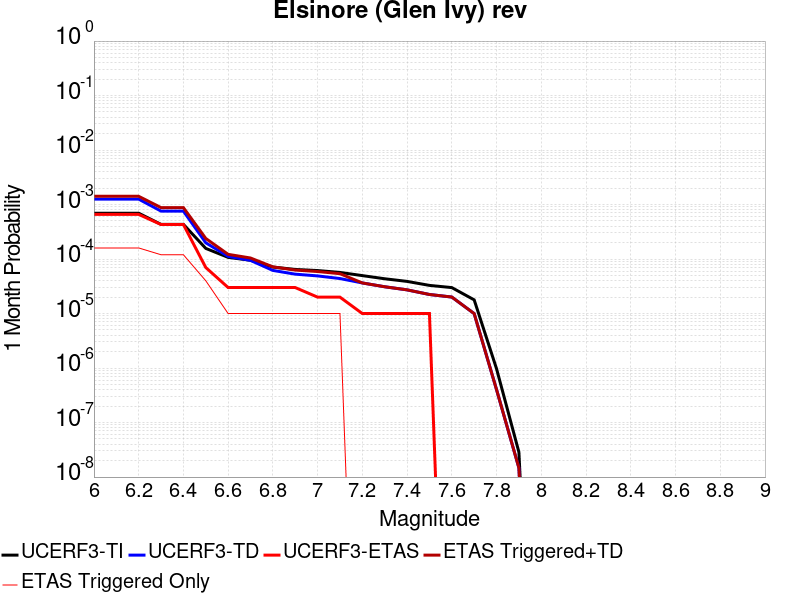 Elsinore (Glen Ivy) rev
10^0
10^-1
10^-2
10^-3
10^-4
10^-5
10^-6
10^-7
10^-8
1 Month Probability
6 6.2 6.4 6.6 6.8 7 7.2 7.4 7.6 7.8 8 8.2 8.4 8.6 8.8 9
Magnitude
UCERF3-TI UCERF3-TD UCERF3-ETAS ETAS Triggered+TD
ETAS Triggered Only